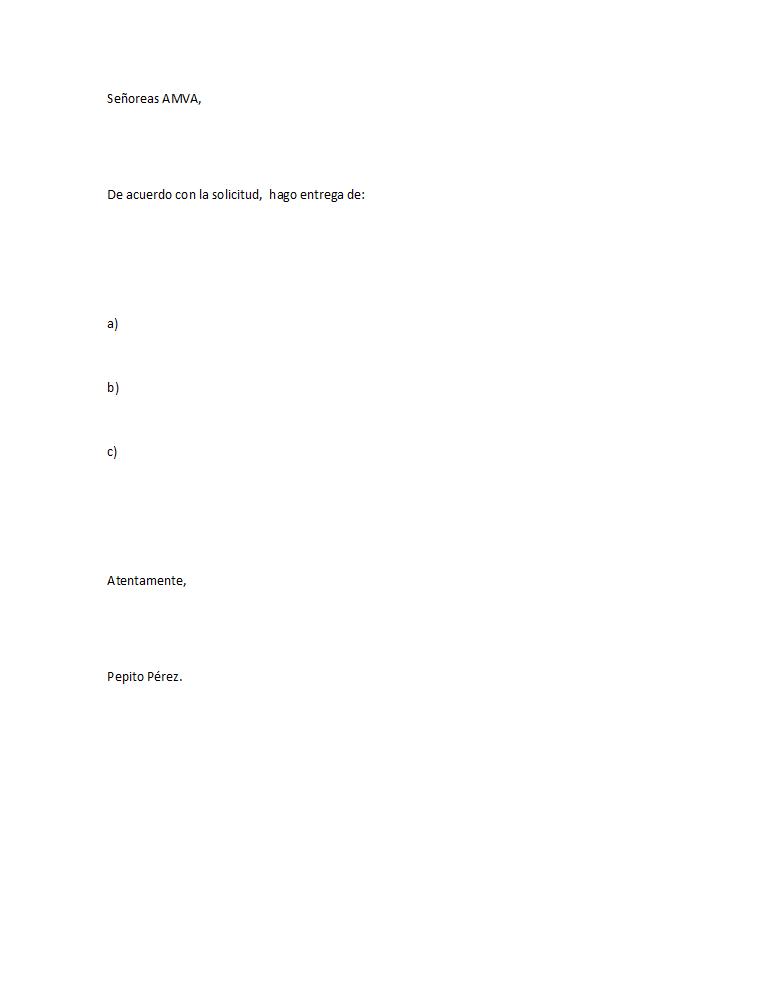 Señoreas AMVA,
De acuerdo con la solicitud,  hago entrega de:
a)
b)
c)
Atentamente,
Pepito Pérez.